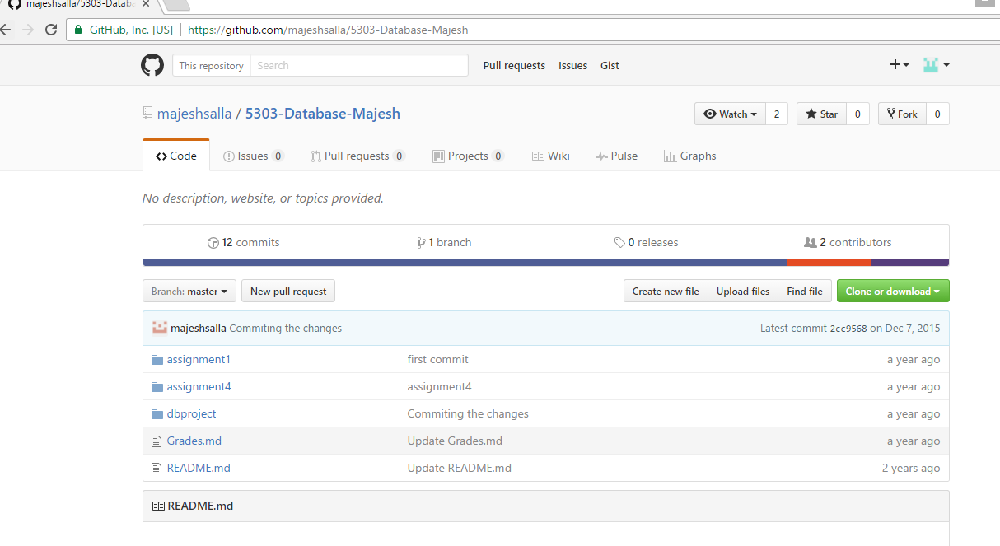 majeshsalla/5303-Databa
GitHub, Inc. [US] https://github.com/majeshsalla/5303-Database-Majesh
This repository Search Pull requests Issues Gist
majeshsalla / 5303-Database-Majesh Watch 2 Star 0 Fork 0
Code Issues 0 Pull requests 0 Projects 0 Wiki Pulse Graphs
No description, website, or topics provided.
12 commits 1 branch 0 releases 2 contributors
Branch: master New pull request Create new file Upload files Find file Clone or download
majeshsalla Commiting the changes Latest commit 2cc9568 on Dec 7, 2015
assignment1 first commit a year ago
assignment4 assignment4 a year ago
dbproject Commiting the changes a year ago
Grades.md Update Grades.md a year ago
README.md Update README.md 2 years ago
README.md